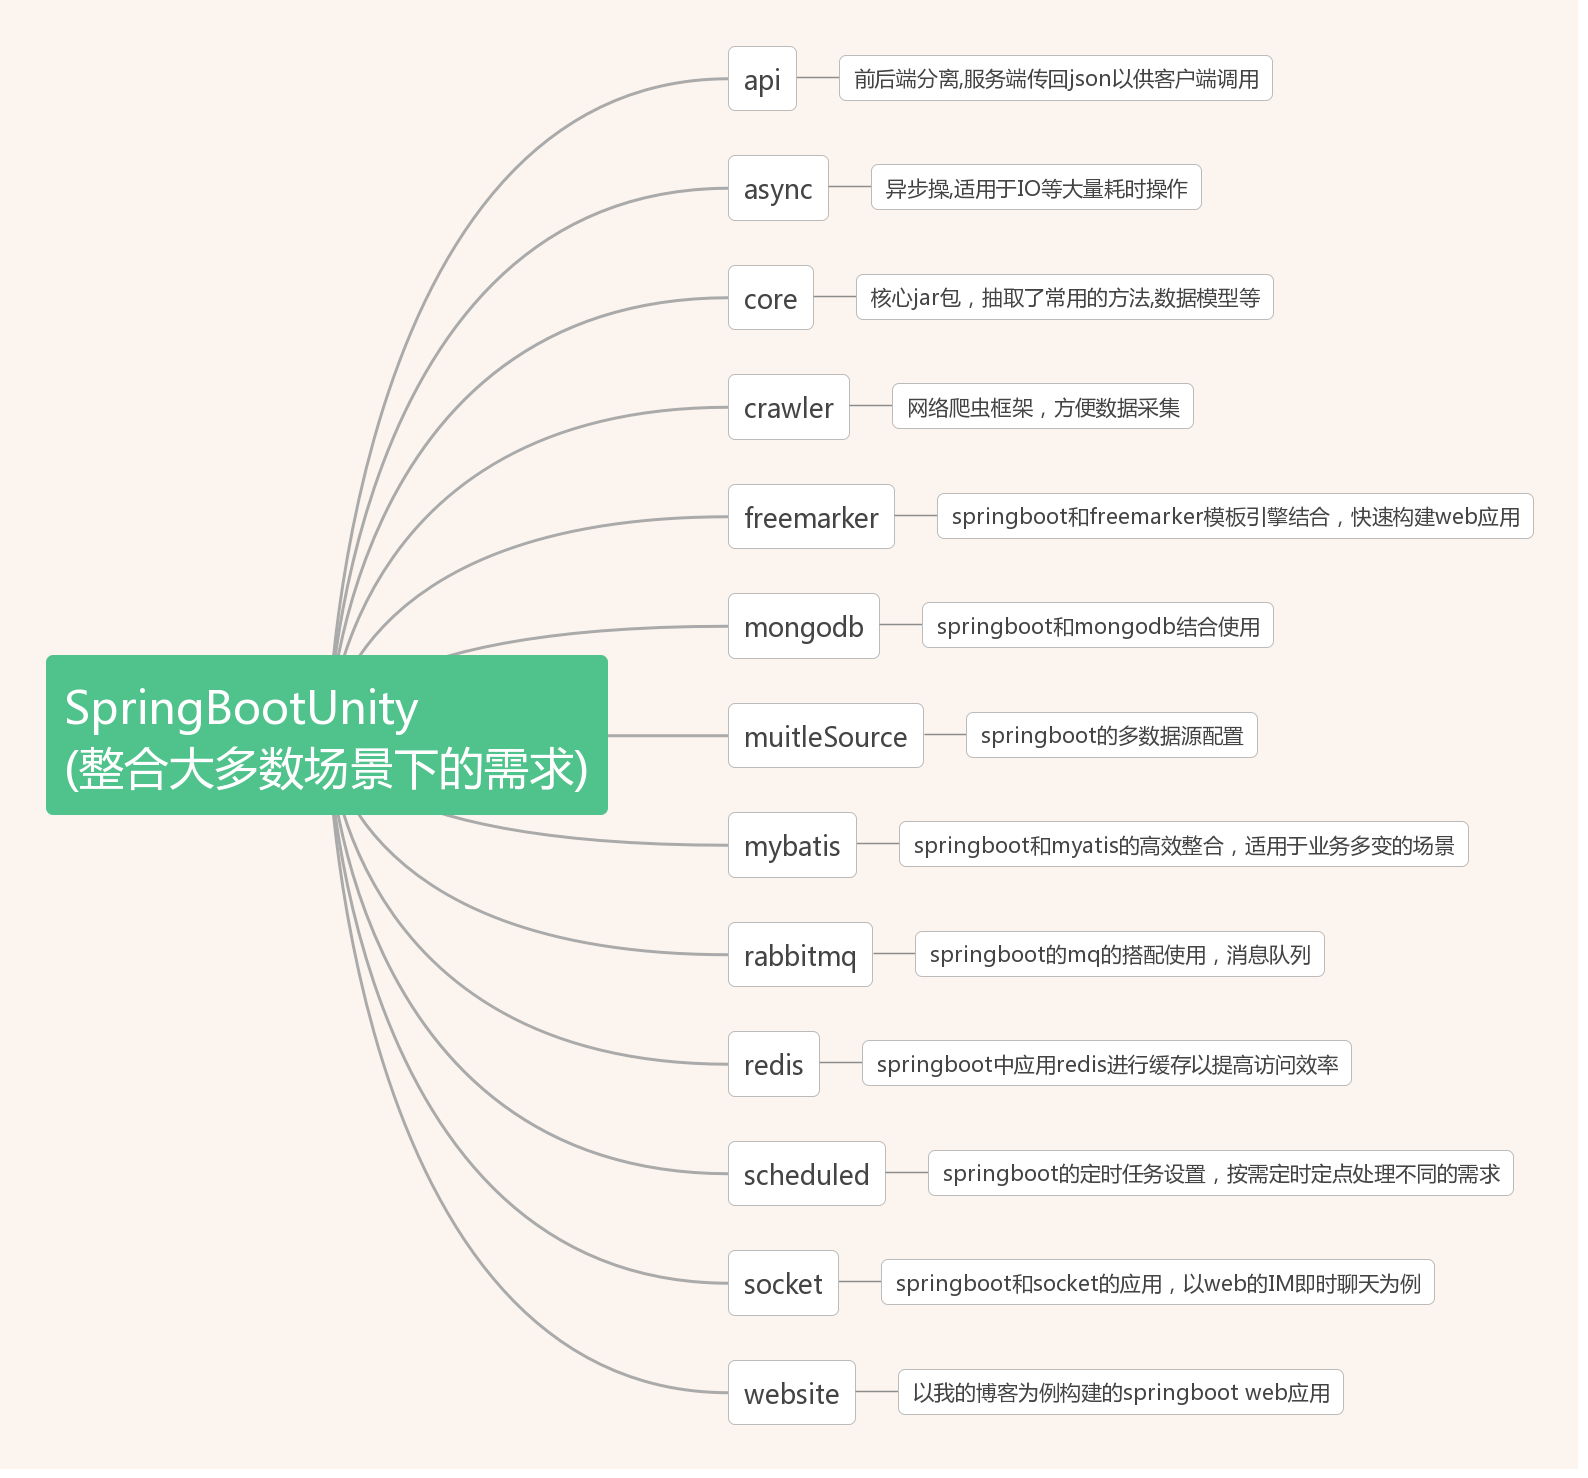 api
前后端分离,服务端传回json以供客户端调用
async
异步操,适用于IO等大量耗时操作
core
核心jar包，抽取了常用的方法,数据模型等
crawler
网络爬虫框架，方便数据采集
freemarker
springboot和freemarker模板引擎结合，快速构建web应用
mongodb
springboot和mongodb结合使用
SpringBootUnity
(整合大多数场景下的需求)
muitleSource
springboot的多数据源配置
mybatis
springboot和myatis的高效整合，适用于业务多变的场景
rabbitmq
springboot的mq的搭配使用，消息队列
redis
springboot中应用redis进行缓存以提高访问效率
scheduled
springboot的定时任务设置，按需定时定点处理不同的需求
socket
springboot和socket的应用，以web的IM即时聊天为例
website
以我的博客为例构建的springboot web应用